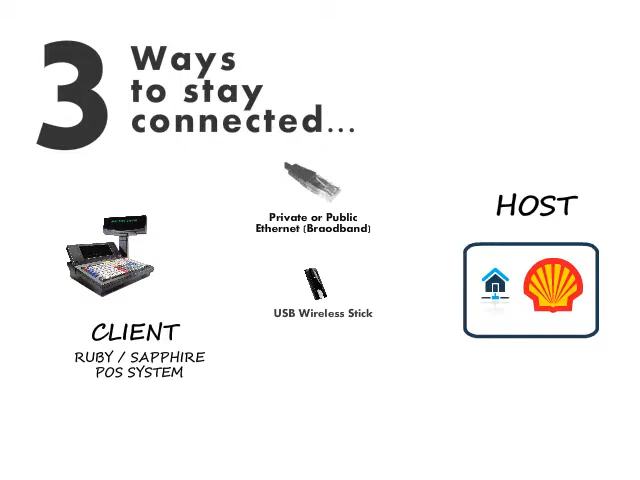 3 Ways
to stay
connected...
Private or Public
Ethernet (Braodband)
HOST
USB Wireless Stick
CLIENT
RUBY / SAPPHIRE
POS SYSTEM